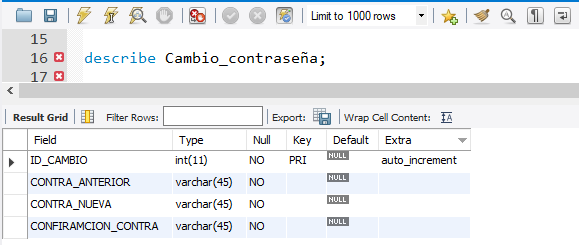 Limit to 1000 rows
15
16 describe Cambio_contraseña;
17
Result Grid Filter Rows: Export: Wrap Cell Content: IA
Field Type Null Key Default Extra
ID_CAMBIO int(11) NO PRI NULL auto_increment
CONTRA_ANTERIOR varchar(45) NO NULL
CONTRA_NUEVA varchar(45) NO NULL
CONFIRAMCION_CONTRA varchar(45) NO NULL